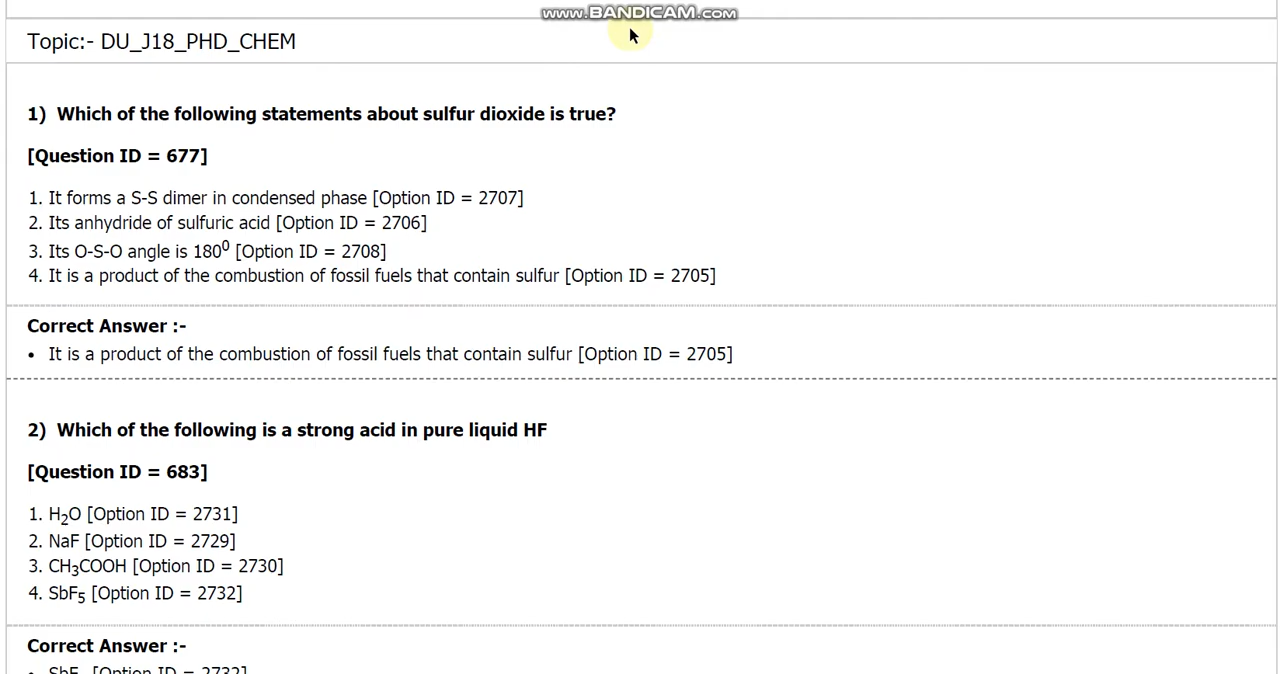 www.BANDICAM.com
Topic:- DU_J18_PHD_CHEM
1) Which of the following statements about sulfur dioxide is true?
[Question ID = 677]
1. It forms a S-S dimer in condensed phase [Option ID = 2707]
2. Its anhydride of sulfuric acid [Option ID = 2706]
3. Its O-S-O angle is 180⁰ [Option ID = 2708]
4. It is a product of the combustion of fossil fuels that contain sulfur [Option ID = 2705]
Correct Answer :-
• It is a product of the combustion of fossil fuels that contain sulfur [Option ID = 2705]
2) Which of the following is a strong acid in pure liquid HF
[Question ID = 683]
1. H₂O [Option ID = 2731]
2. NaF [Option ID = 2729]
3. CH₃COOH [Option ID = 2730]
4. SbF₅ [Option ID = 2732]
Correct Answer :-
• SbF [Option ID = 2732]